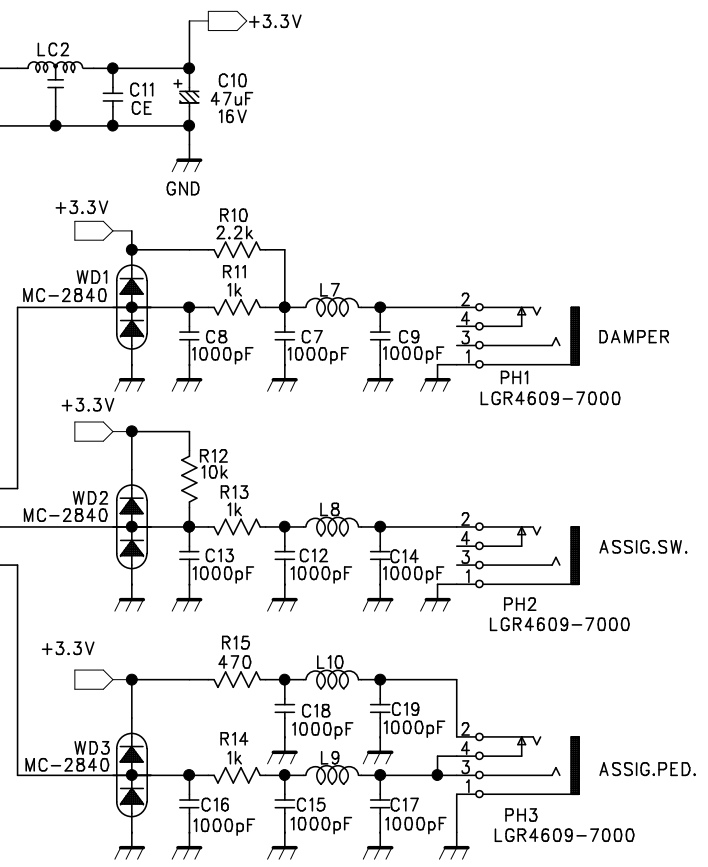 +3.3V
LC2
C11
CE
+
C10
47uF
16V
GND
+3.3V
R10
2.2k
WD1
MC-2840
R11
1k
L7
C8
1000pF
C7
1000pF
C9
1000pF
2
4
3
1
DAMPER
PH1
LGR4609-7000
+3.3V
R12
10k
WD2
MC-2840
R13
1k
L8
C13
1000pF
C12
1000pF
C14
1000pF
2
4
3
1
ASSIG.SW.
PH2
LGR4609-7000
+3.3V
R15
470
L10
C18
1000pF
C19
1000pF
WD3
MC-2840
R14
1k
L9
C16
1000pF
C15
1000pF
C17
1000pF
2
4
3
1
ASSIG.PED.
PH3
LGR4609-7000